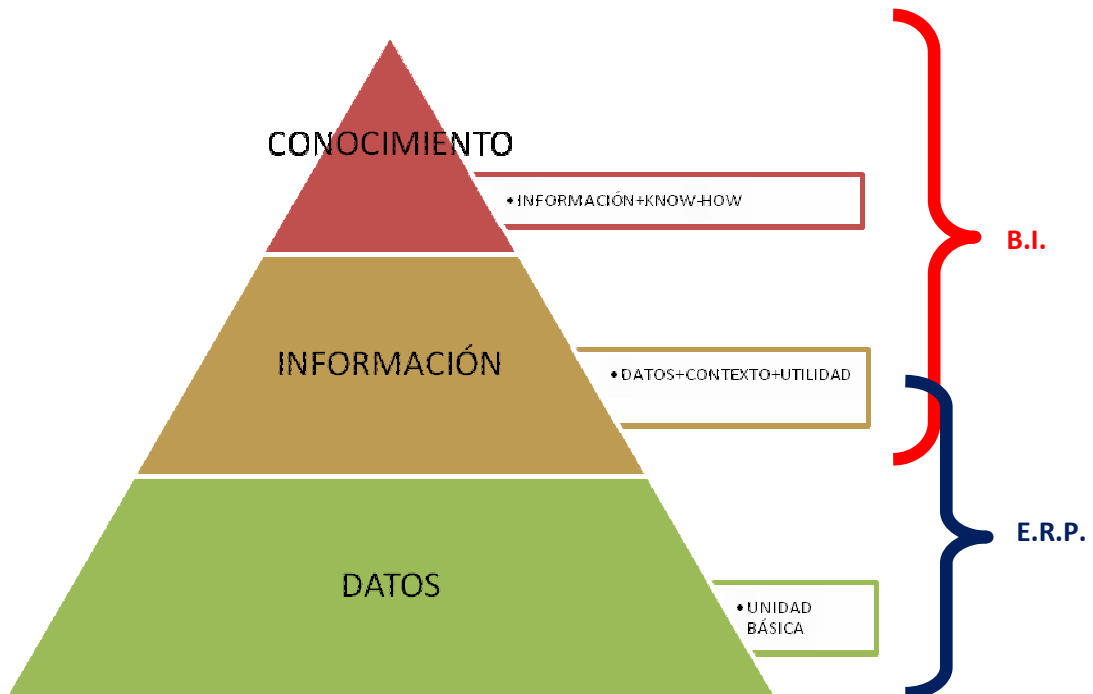 CONOCIMIENTO
• INFORMACIÓN+KNOW-HOW
B.I.
INFORMACIÓN
• DATOS+CONTEXTO+UTILIDAD
E.R.P.
DATOS
• UNIDAD
BÁSICA